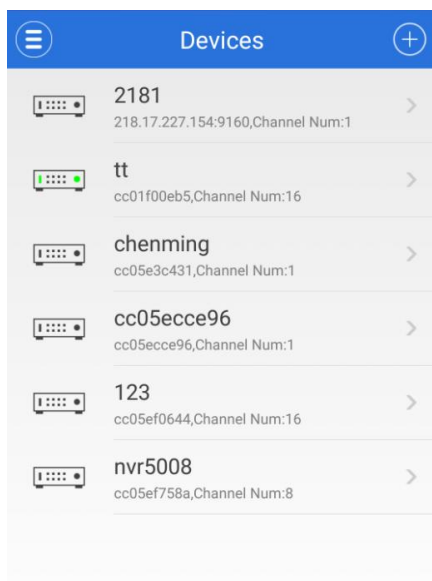 Devices
2181
218.17.227.154:9160,Channel Num:1
tt
cc01f00eb5,Channel Num:16
chenming
cc05e3c431,Channel Num:1
cc05ecce96
cc05ecce96,Channel Num:1
123
cc05ef0644,Channel Num:16
nvr5008
cc05ef758a,Channel Num:8